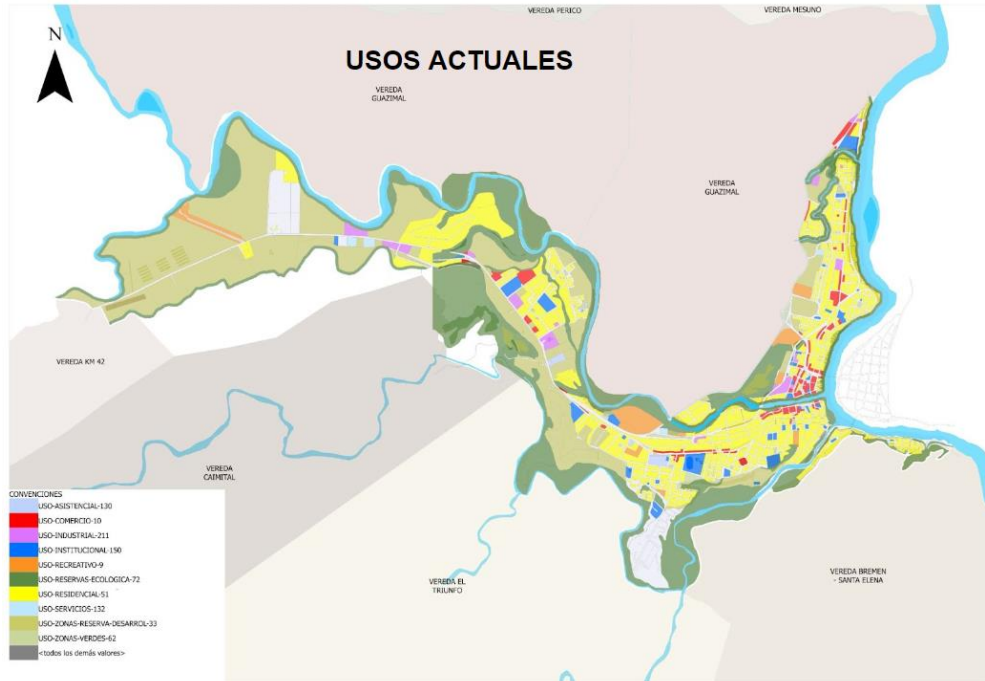 VEREDA PERICO
VEREDA MESUNO
N
USOS ACTUALES
VEREDA
GUAZIMAL
VEREDA
GUAZIMAL
VEREDA KM 42
VEREDA
CAIMITAL
VEREDA EL
TRIUNFO
VEREDA BREMEN
- SANTA ELENA
CONVENCIONES
USO-ASISTENCIAL-130
USO-COMERCIO-10
USO-INDUSTRIAL-211
USO-INSTITUCIONAL-150
USO-RECREATIVO-9
USO-RESERVAS-ECOLOGICA-72
USO-RESIDENCIAL-51
USO-SERVICIOS-132
USO-ZONAS-RESERVA-DESARROL-33
USO-ZONAS-VERDES-62
<todos los demás valores>